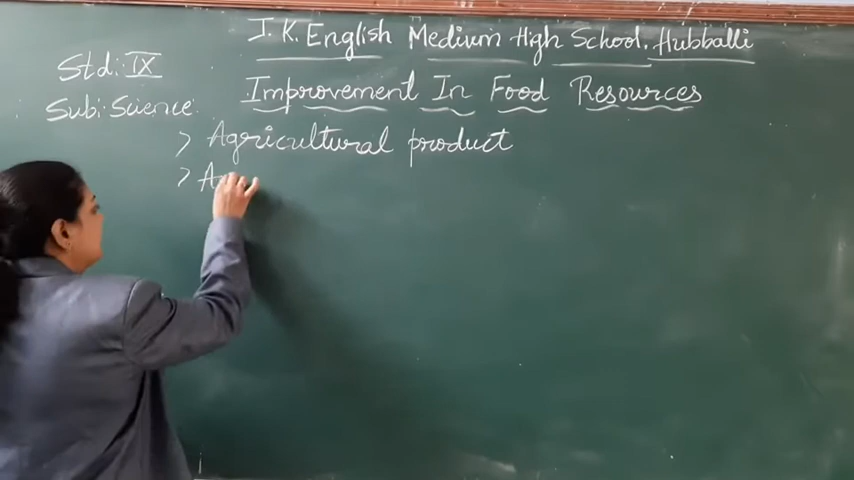 J.K. English Medium High School. Hubballi
Std: IX
Improvement In Food Resources
Sub: Science
> Agricultural product
>